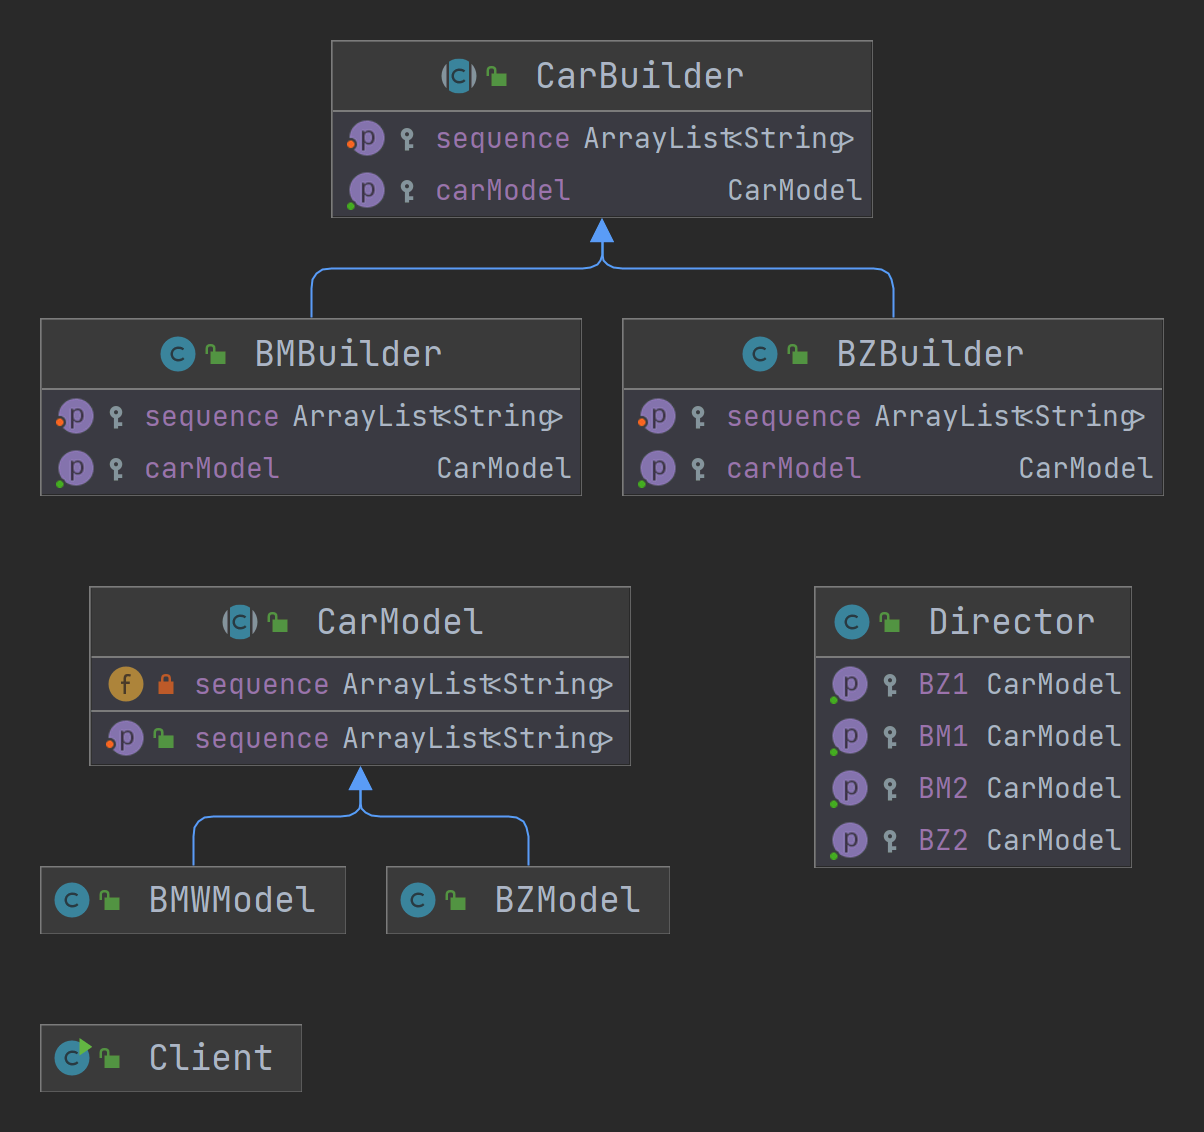 CarBuilder
sequence ArrayList<String>
carModel CarModel
BMBuilder
sequence ArrayList<String>
carModel CarModel
BZBuilder
sequence ArrayList<String>
carModel CarModel
CarModel
f sequence ArrayList<String>
p sequence ArrayList<String>
Director
BZ1 CarModel
BM1 CarModel
BM2 CarModel
BZ2 CarModel
BMWModel
BZModel
Client